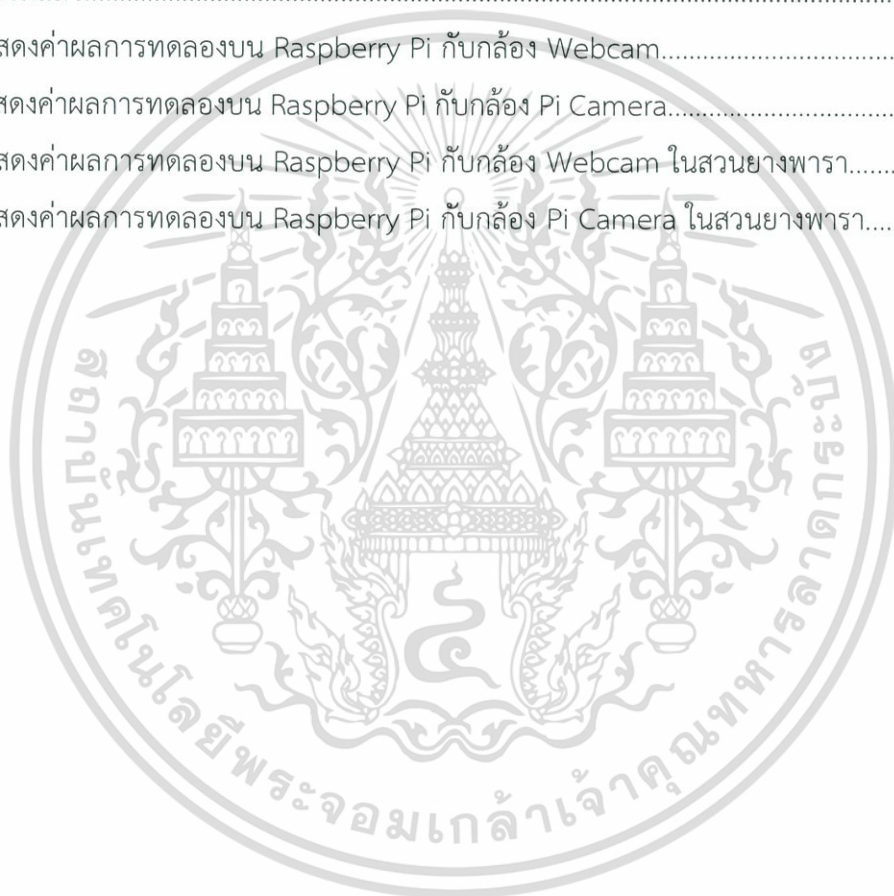 สดงค่าผลการทดลองบน Raspberry Pi กับกล้อง Webcam................................
สดงค่าผลการทดลองบน Raspberry Pi กับกล้อง Pi Camera...............................
สดงค่าผลการทดลองบน Raspberry Pi กับกล้อง Webcam ในสวนยางพารา.......
สดงค่าผลการทดลองบน Raspberry Pi กับกล้อง Pi Camera ในสวนยางพารา....
สถาบันเทคโนโลยีพระจอมเกล้าเจ้าคุณทหารลาดกระบัง
๔